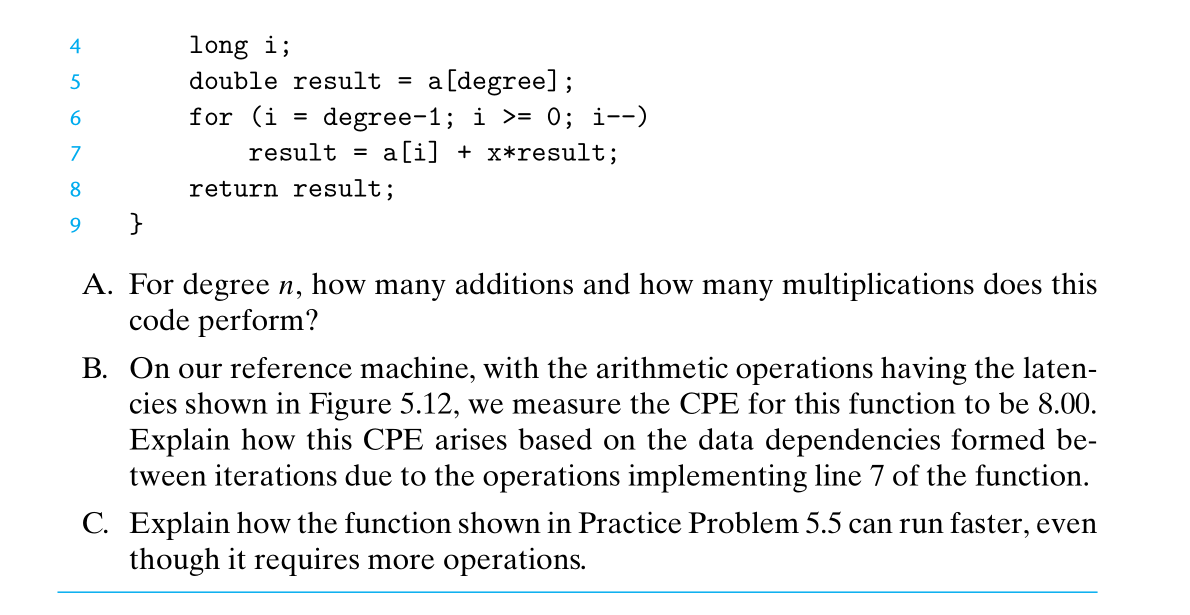 4 long i;
5 double result = a[degree];
6 for (i = degree-1; i >= 0; i--)
7 result = a[i] + x*result;
8 return result;
9 }
A. For degree n, how many additions and how many multiplications does this
code perform?
B. On our reference machine, with the arithmetic operations having the laten-
cies shown in Figure 5.12, we measure the CPE for this function to be 8.00.
Explain how this CPE arises based on the data dependencies formed be-
tween iterations due to the operations implementing line 7 of the function.
C. Explain how the function shown in Practice Problem 5.5 can run faster, even
though it requires more operations.